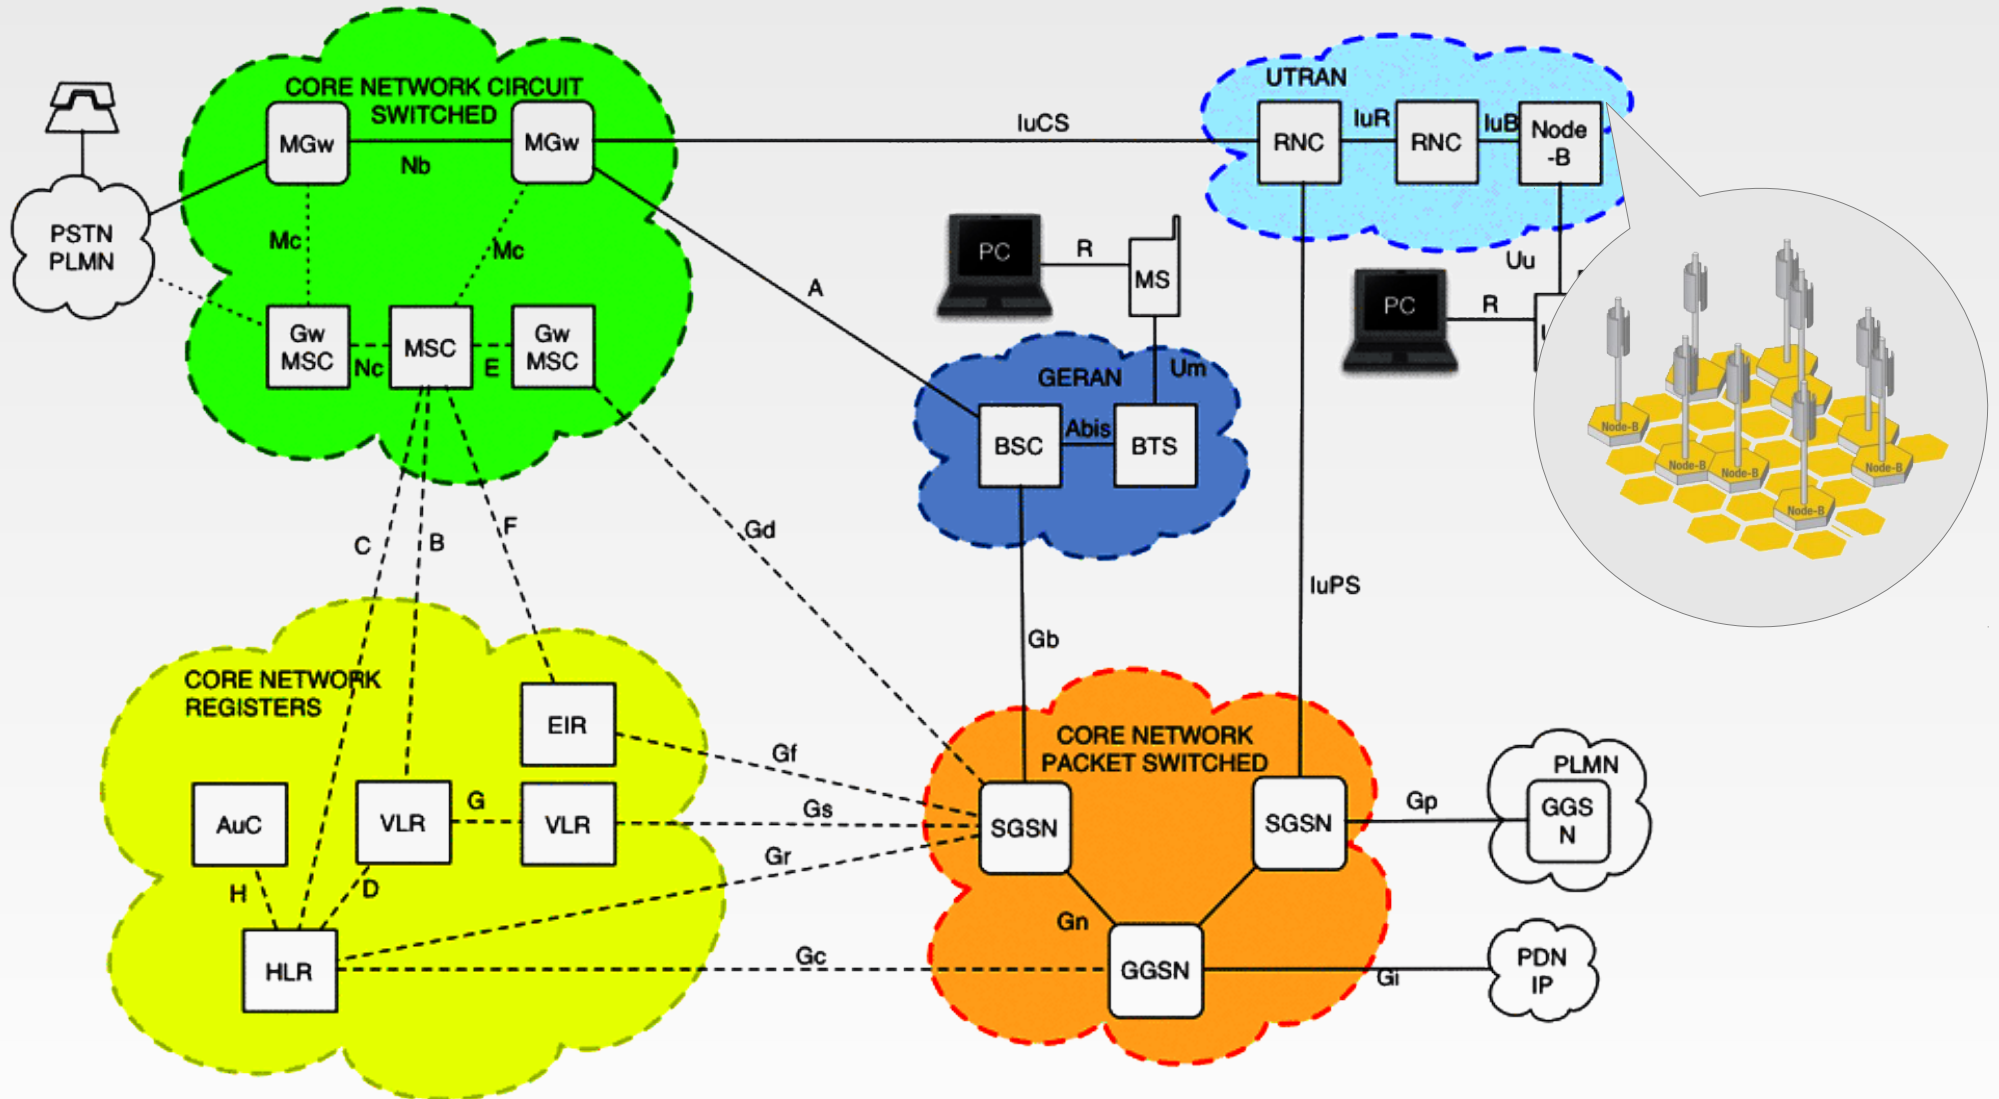 CORE NETWORK CIRCUIT
SWITCHED
MGw
Nb
MGw
IuCS
UTRAN
RNC
IuR
RNC
IuB
Node
-B
PSTN
PLMN
Mc
Mc
Gw
MSC
Nc
MSC
E
Gw
MSC
A
PC
R
MS
Um
Uu
PC
R
GERAN
BSC
Abis
BTS
Node-B
Node-B
Node-B
Node-B
Node-B
C
B
F
Gd
Gb
IuPS
CORE NETWORK
REGISTERS
EIR
AuC
VLR
G
VLR
H
D
HLR
Gf
Gs
Gr
Gc
CORE NETWORK
PACKET SWITCHED
SGSN
SGSN
Gn
GGSN
Gp
PLMN
GGS
N
Gi
PDN
IP